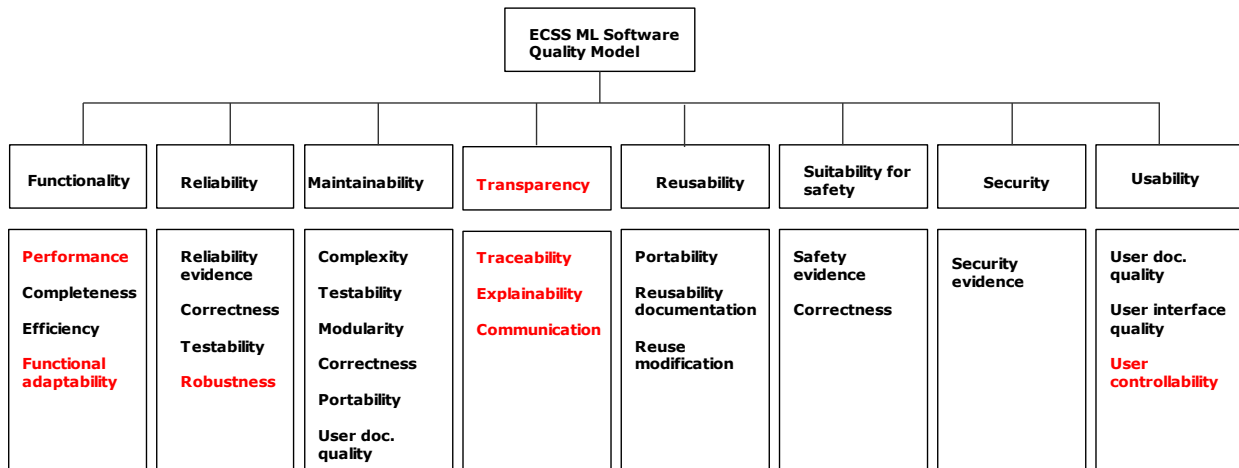 ECSS ML Software
Quality Model
Functionality
Reliability
Maintainability
Transparency
Reusability
Suitability for
safety
Security
Usability
Performance
Completeness
Efficiency
Functional
adaptability
Reliability
evidence
Correctness
Testability
Robustness
Complexity
Testability
Modularity
Correctness
Portability
User doc.
quality
Traceability
Explainability
Communication
Portability
Reusability
documentation
Reuse
modification
Safety
evidence
Correctness
Security
evidence
User doc.
quality
User interface
quality
User
controllability